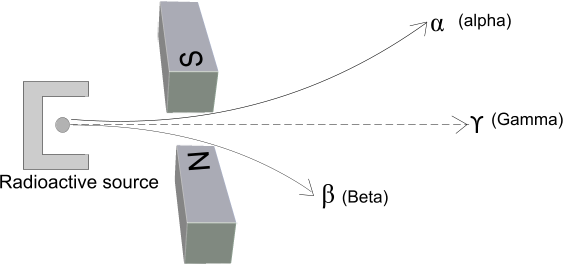 S
α (alpha)
ϒ (Gamma)
N
Radioactive source
β (Beta)